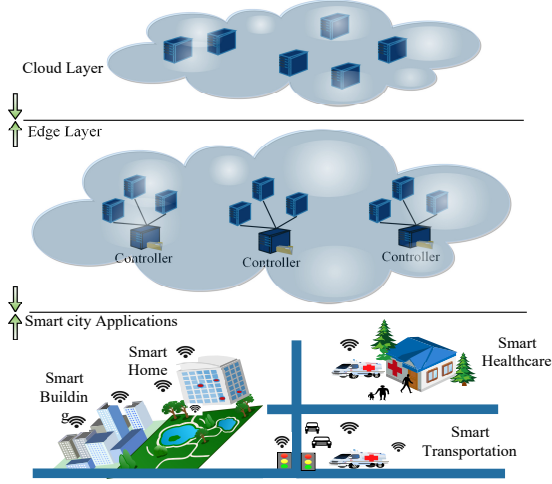 Cloud Layer
Edge Layer
Controller
Controller
Controller
Smart city Applications
Smart
Home
Smart
Buildin
g
Smart
Healthcare
Smart
Transportation